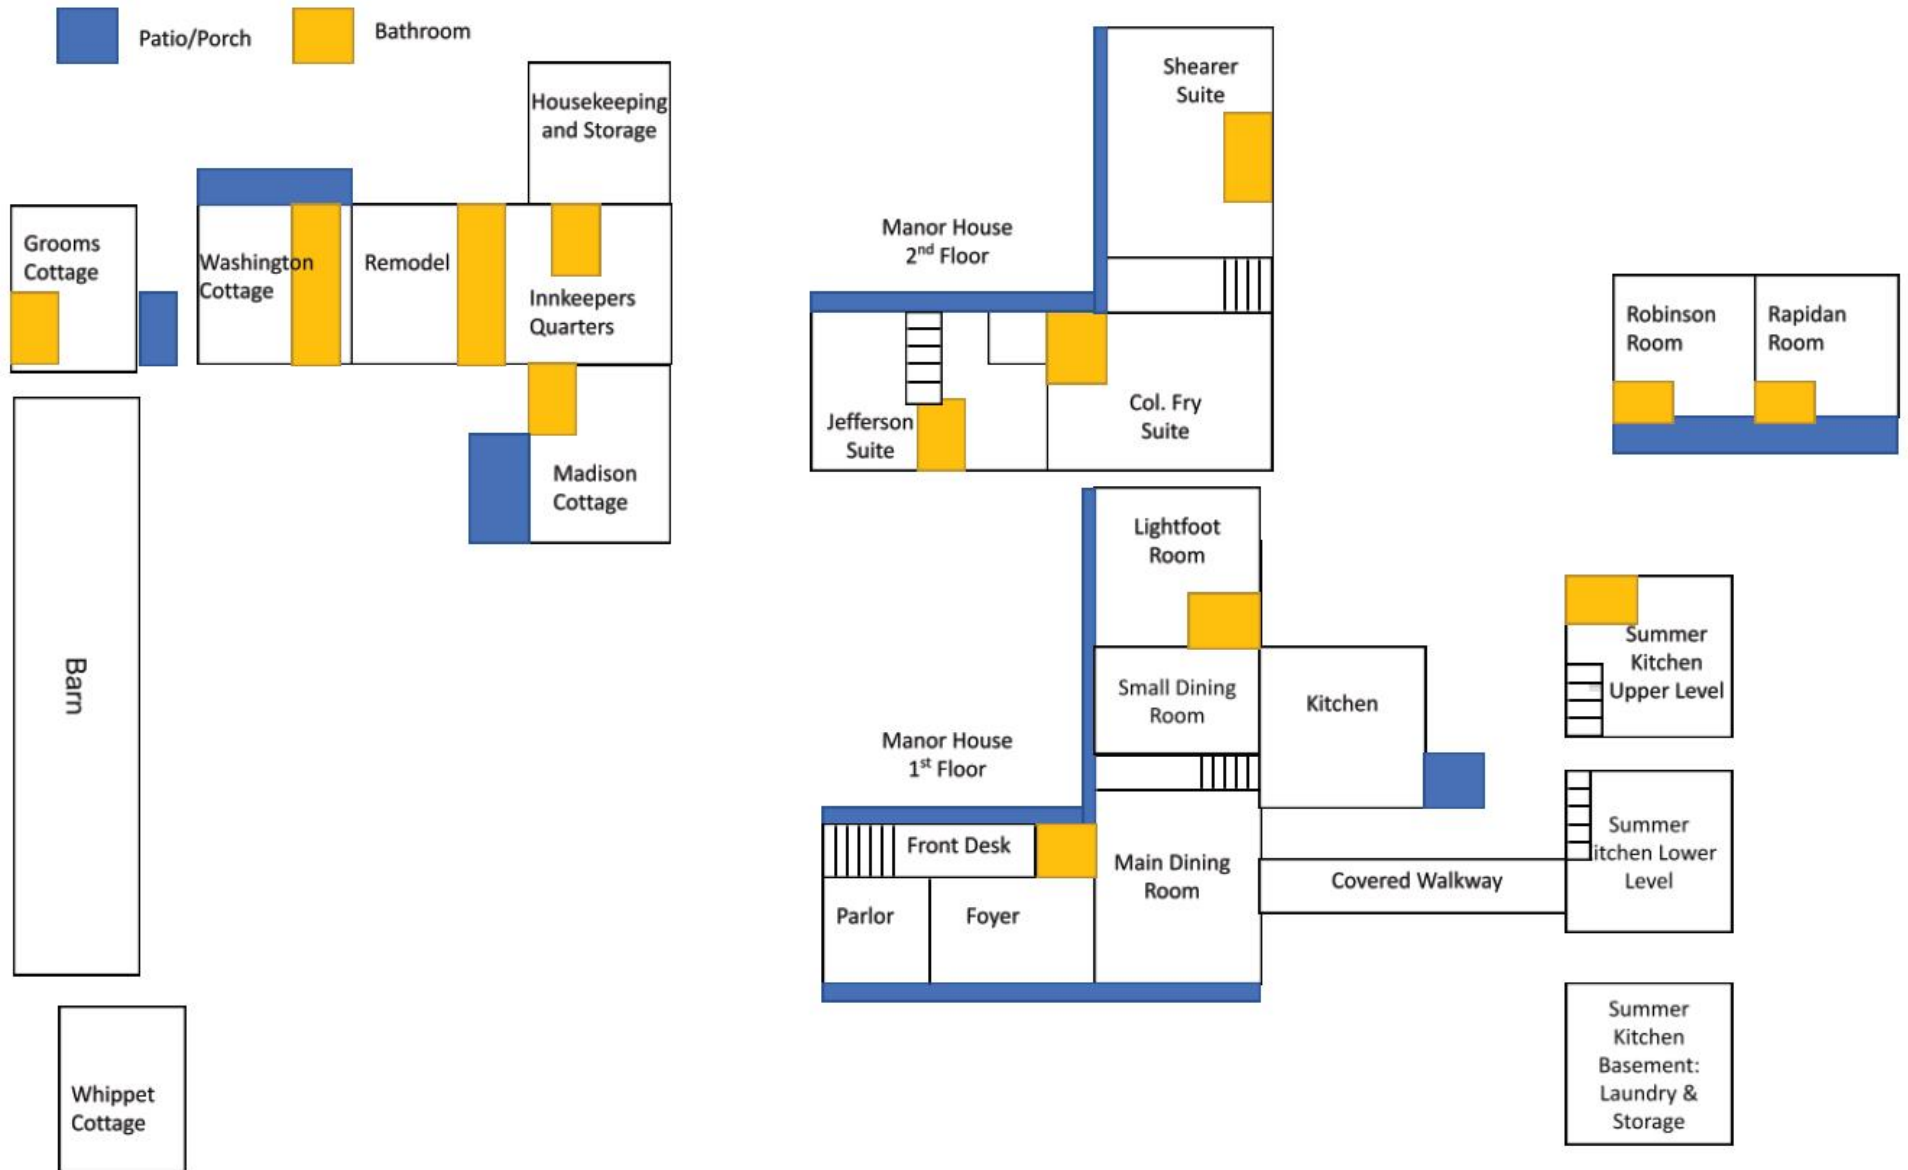 Patio/Porch
Bathroom
Housekeeping
and Storage
Grooms
Cottage
Washington
Cottage
Remodel
Innkeepers
Quarters
Madison
Cottage
Barn
Whippet
Cottage
Manor House
2nd Floor
Shearer
Suite
Jefferson
Suite
Col. Fry
Suite
Robinson
Room
Rapidan
Room
Manor House
1st Floor
Lightfoot
Room
Small Dining
Room
Kitchen
Front Desk
Parlor
Foyer
Main Dining
Room
Covered Walkway
Summer
Kitchen
Upper Level
Summer
itchen Lower
Level
Summer
Kitchen
Basement:
Laundry &
Storage